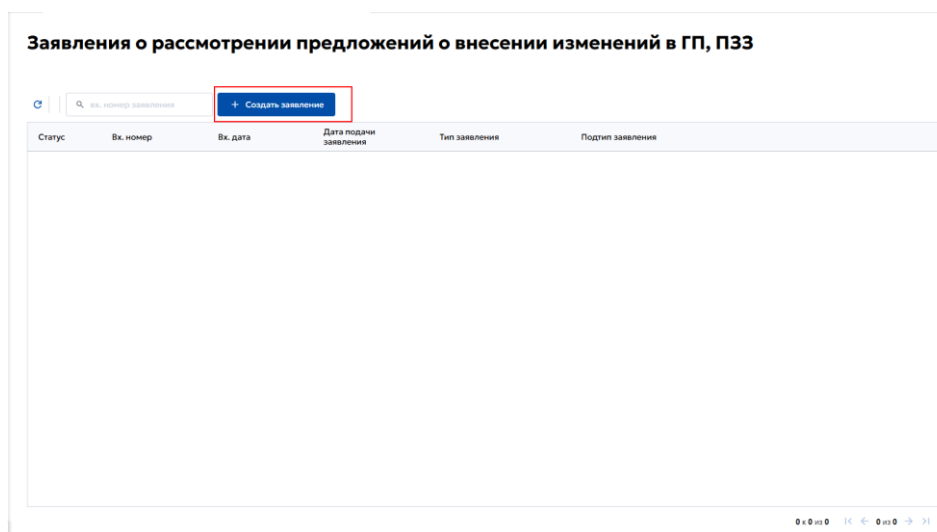 Заявления о рассмотрении предложений о внесении изменений в ГП, ПЗЗ
вх. номер заявления
+ Создать заявление
Статус Вх. номер Вх. дата Дата подачи заявления Тип заявления Подтип заявления
0 к 0 из 0 0 из 0